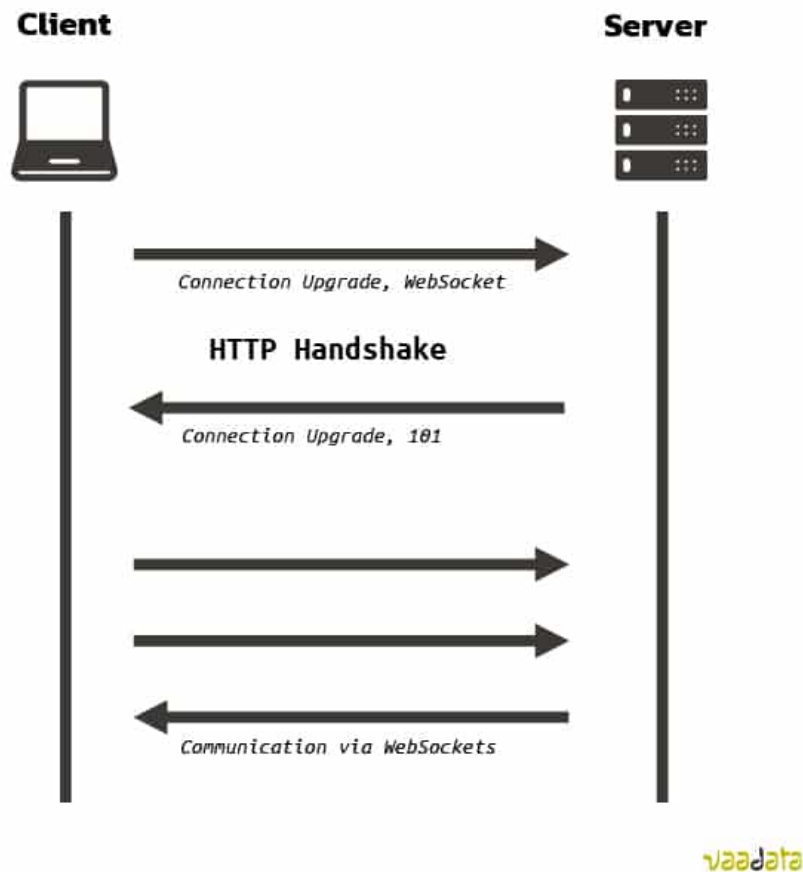 Client
Server
Connection Upgrade, WebSocket
HTTP Handshake
Connection Upgrade, 101
Communication via WebSockets
vaadata